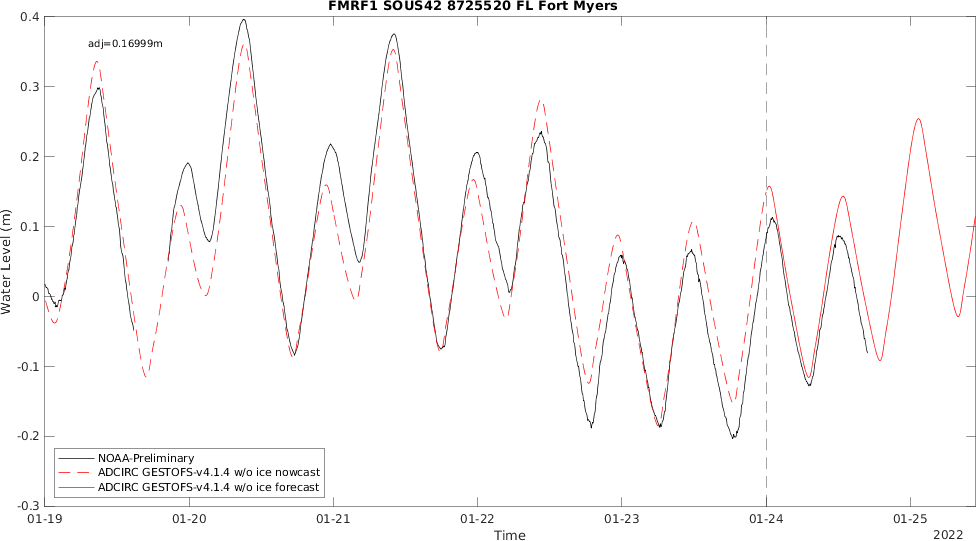 FMRF1 SOUS42 8725520 FL Fort Myers
adj=0.16999m
0.4
0.3
0.2
0.1
0
-0.1
-0.2
-0.3
Water Level (m)
NOAA-Preliminary
ADCIRC GESTOFS-v4.1.4 w/o ice nowcast
ADCIRC GESTOFS-v4.1.4 w/o ice forecast
01-19 01-20 01-21 01-22 01-23 01-24 01-25
Time
2022